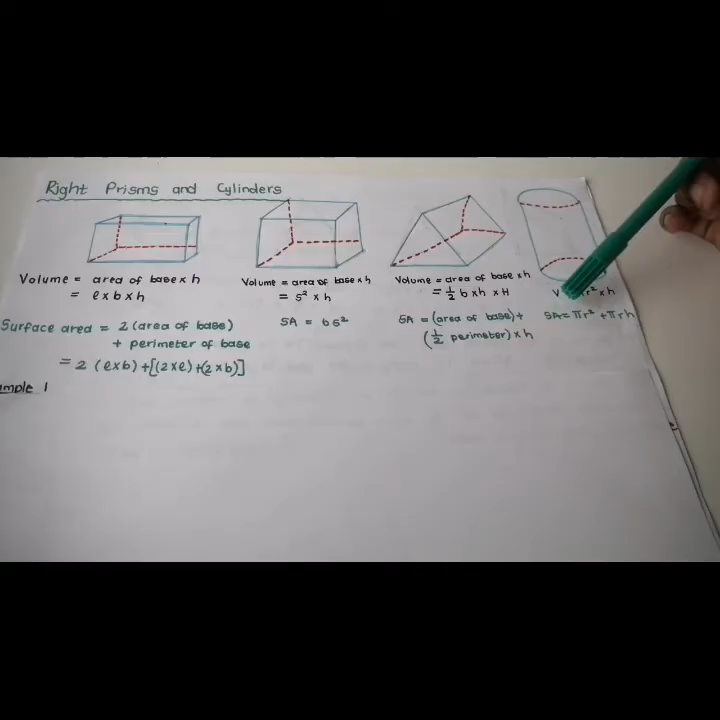 Right Prisms and Cylinders
Volume = area of base x h
= l x b x h
Surface area = 2 (area of base)
+ perimeter of base
= 2 (l x b) + [(2 x l) + (2 x b)]
Volume = area of base x h
= s² x h
SA = 6s²
Volume = area of base x h
= 1/2 b x h x H
SA = (area of base) +
(1/2 perimeter) x h
V r² x h
SA = πr² + πrh
ample 1